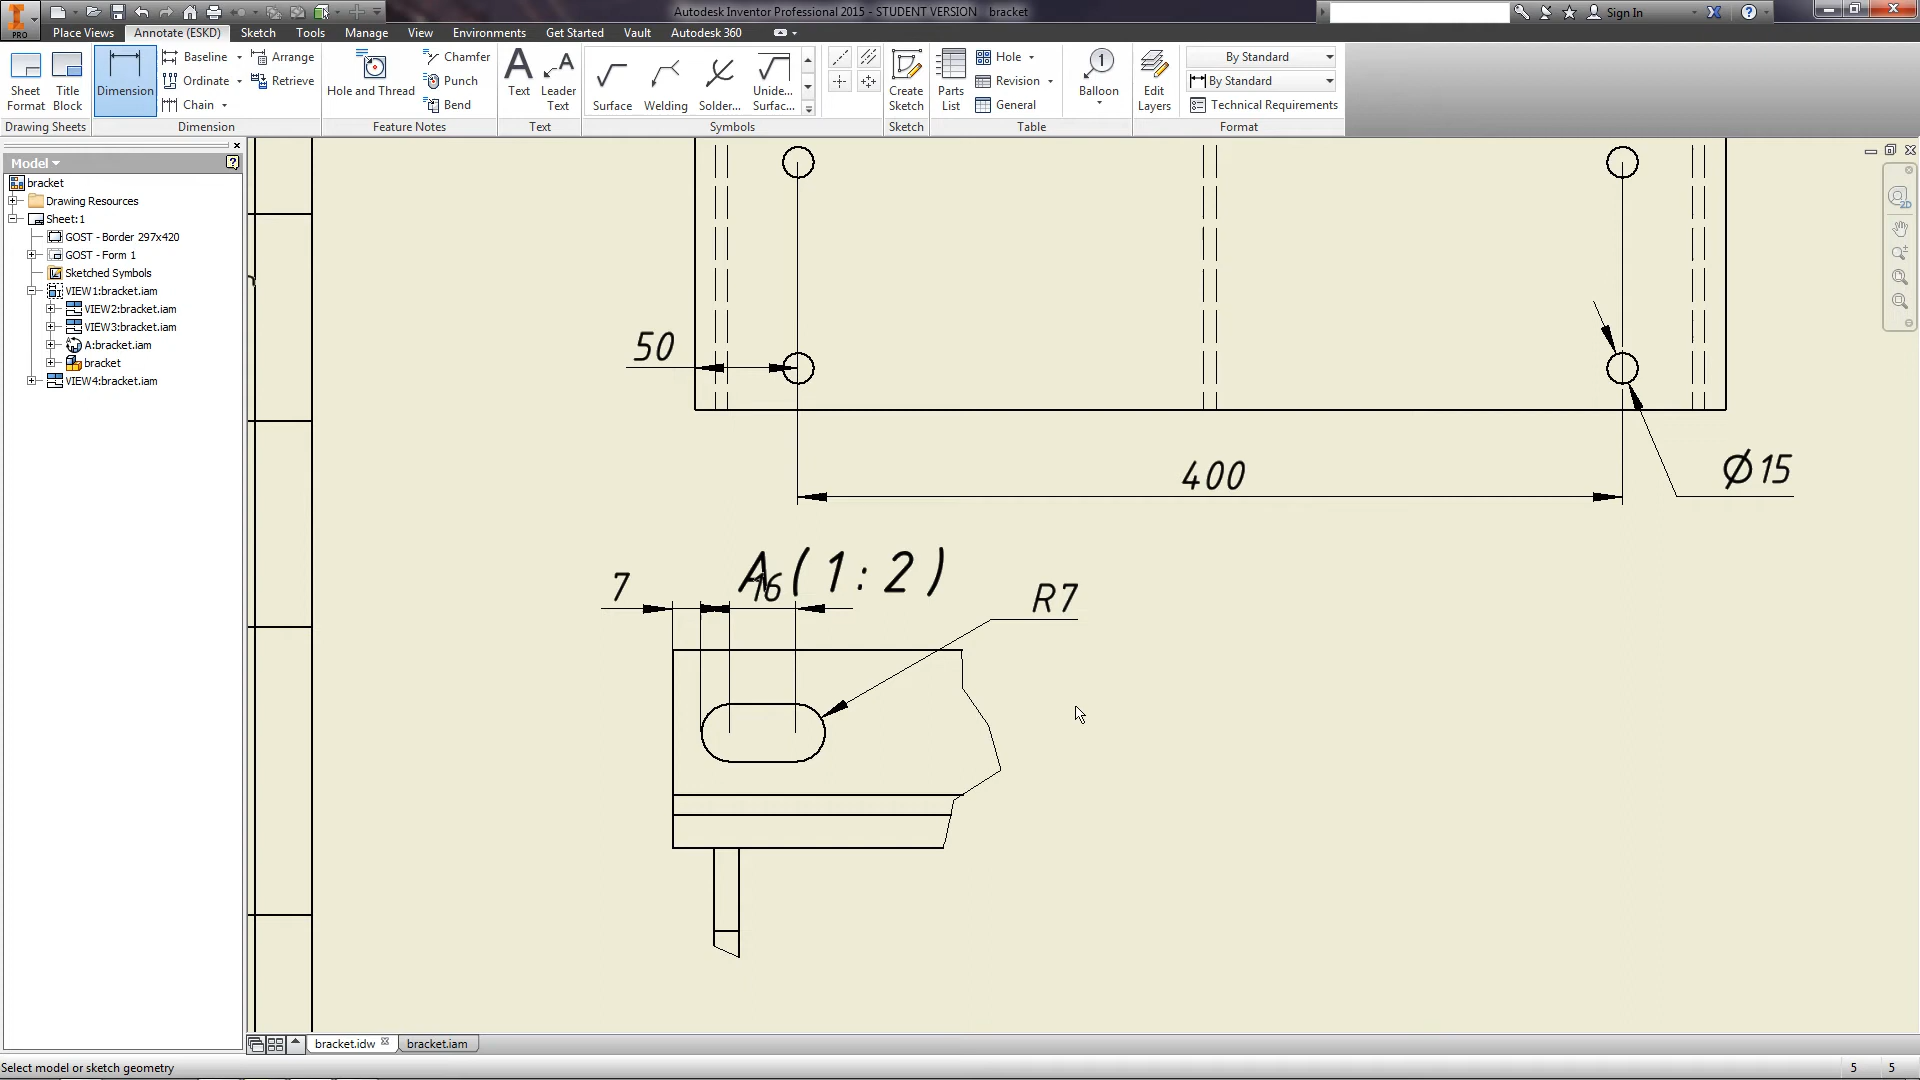 Autodesk Inventor Professional 2015 - STUDENT VERSION bracket
Sign In
PRO
Place Views Annotate (ESKD) Sketch Tools Manage View Environments Get Started Vault Autodesk 360
Sheet Format
Title Block
Drawing Sheets
Dimension
Baseline
Ordinate
Chain
Arrange
Retrieve
Dimension
Hole and Thread
Chamfer
Punch
Bend
Feature Notes
Text
Leader Text
Text
Surface
Welding
Solder...
Unide... Surfac...
Symbols
Create Sketch
Sketch
Parts List
Hole
Revision
General
Table
Balloon
1
Edit Layers
By Standard
By Standard
Technical Requirements
Format
Model
bracket
Drawing Resources
Sheet:1
GOST - Border 297x420
GOST - Form 1
Sketched Symbols
VIEW1:bracket.iam
VIEW2:bracket.iam
VIEW3:bracket.iam
A:bracket.iam
bracket
VIEW4:bracket.iam
2D
50
400
Ø15
A ( 1 : 2 )
7
16
R7
bracket.idw
bracket.iam
Select model or sketch geometry
5 5